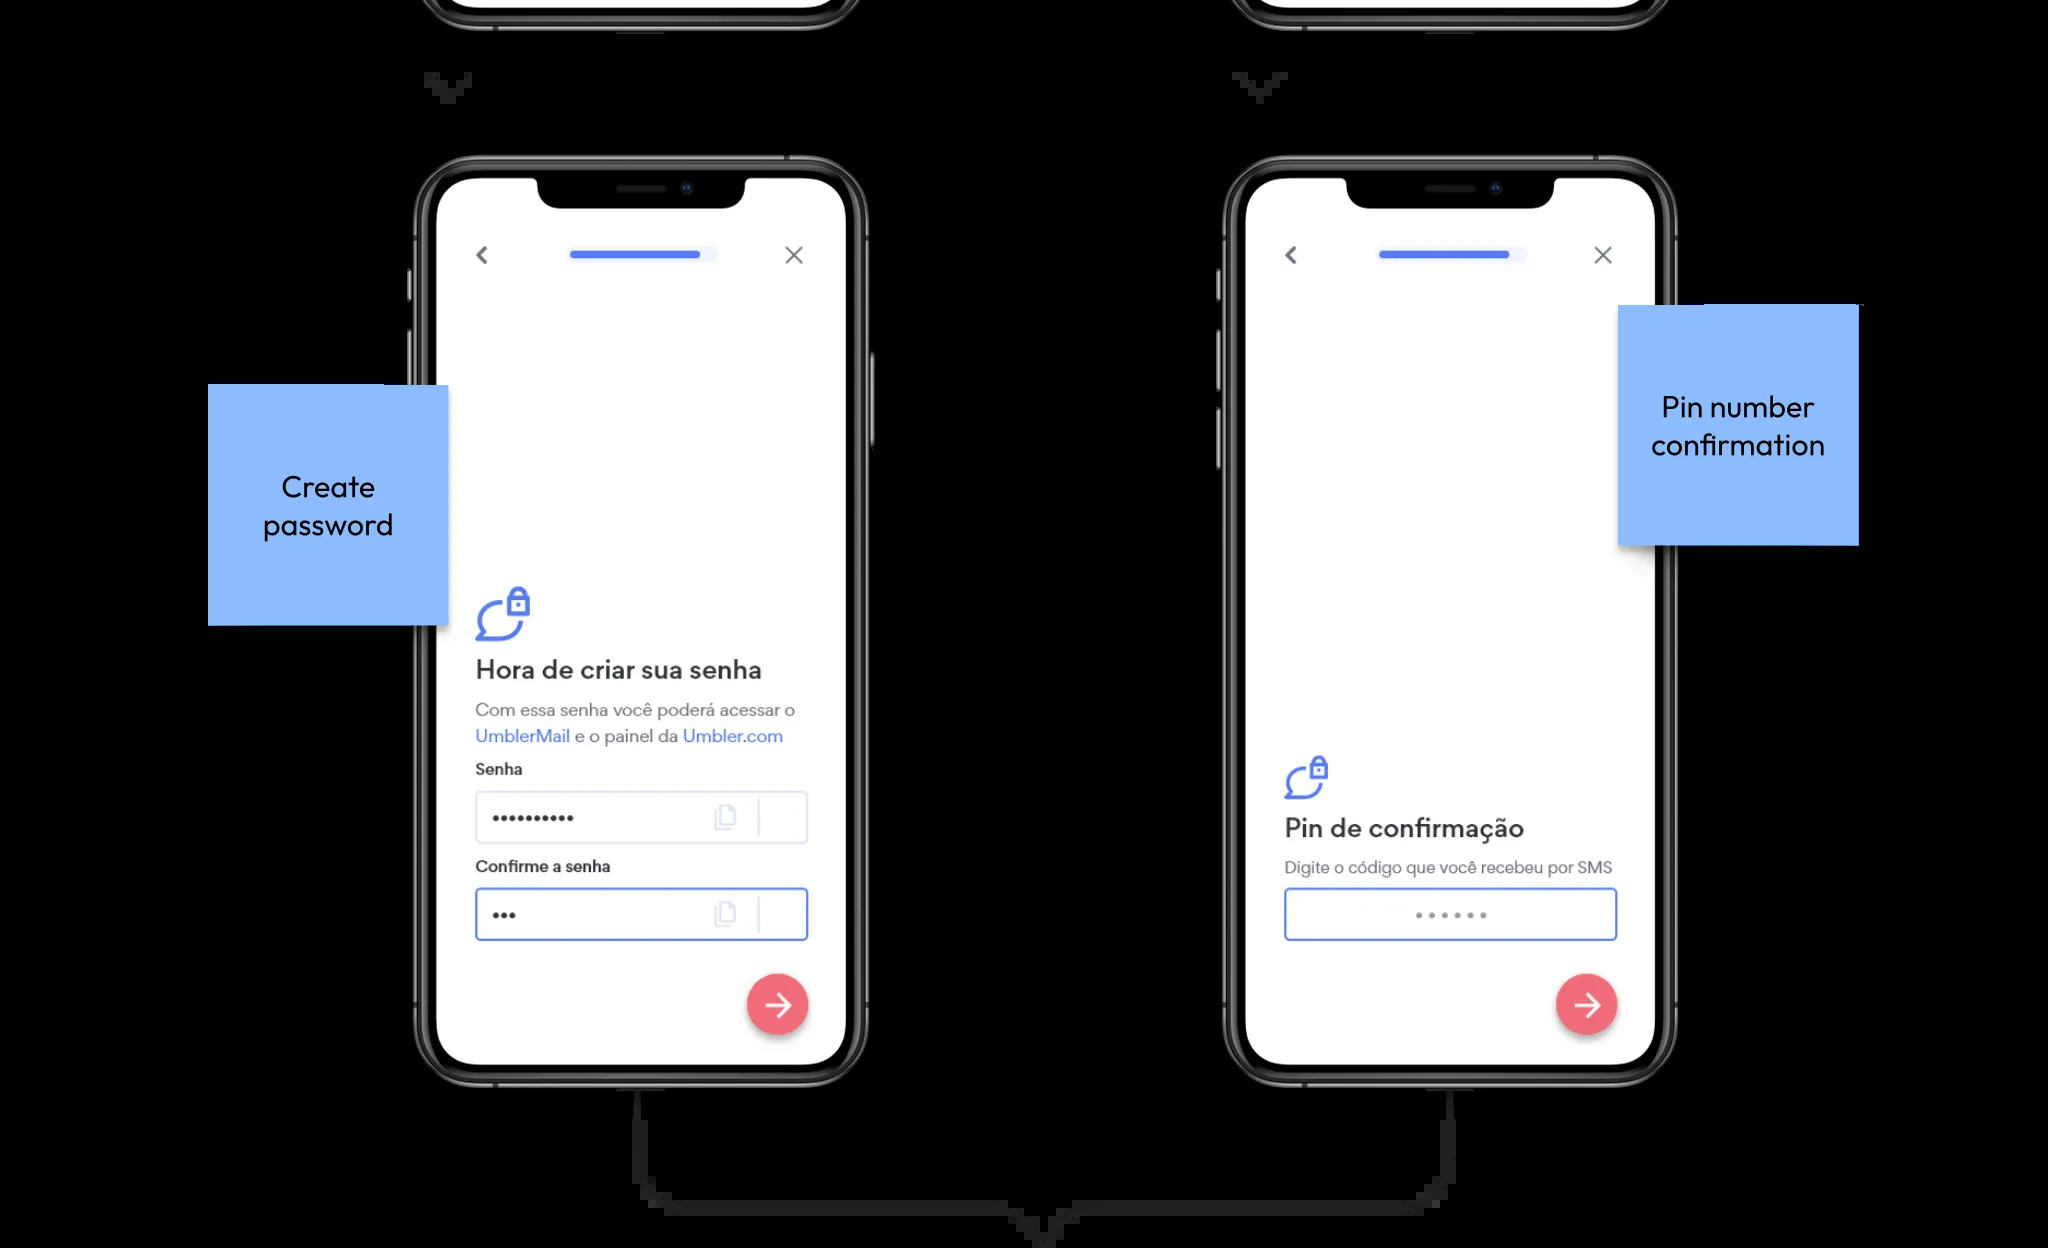 Create
password
Hora de criar sua senha
Com essa senha você poderá acessar o
UmblerMail e o painel da Umbler.com
Senha
••••••••••
Confirme a senha
•••
Pin number
confirmation
Pin de confirmação
Digite o código que você recebeu por SMS
••••••